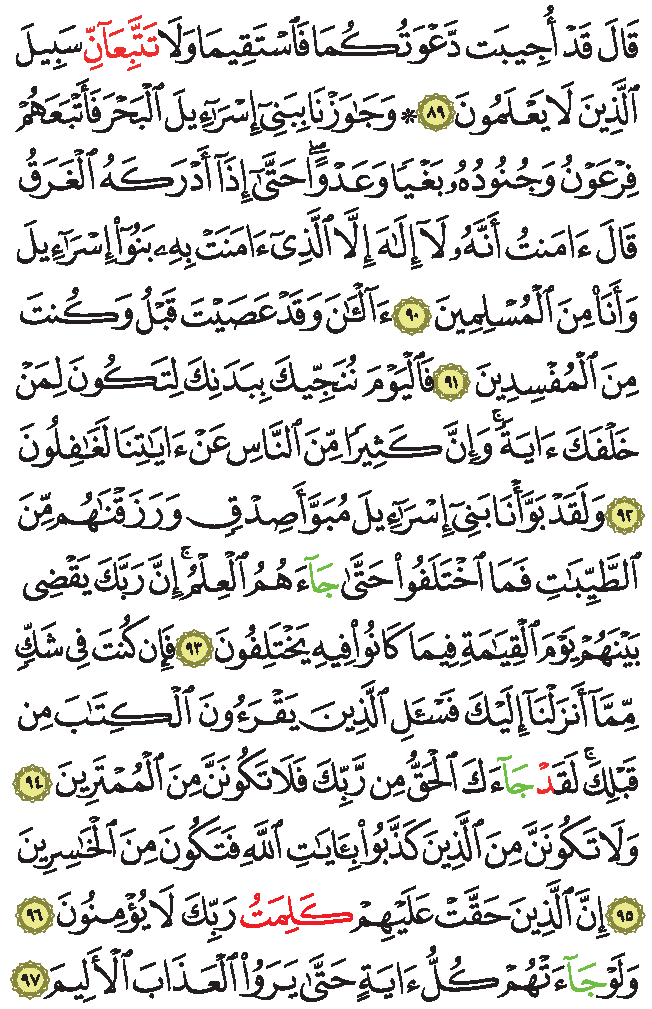 قَالَ قَدْ أُجِيبَت دَّعْوَتُكُمَا فَٱسْتَقِيمَا وَلَا تَتَّبِعَآنِّ سَبِيلَ
ٱلَّذِينَ لَا يَعْلَمُونَ ٨٩ * وَجَٰوَزْنَا بِبَنِىٓ إِسْرَٰٓءِيلَ ٱلْبَحْرَ فَأَتْبَعَهُمْ
فِرْعَوْنُ وَجُنُودُهُۥ بَغْيًا وَعَدْوًا ۖ حَتَّىٰٓ إِذَآ أَدْرَكَهُ ٱلْغَرَقُ
قَالَ ءَامَنتُ أَنَّهُۥ لَآ إِلَٰهَ إِلَّا ٱلَّذِىٓ ءَامَنَتْ بِهِۦ بَنُوٓا۟ إِسْرَٰٓءِيلَ
وَأَنَا۠ مِنَ ٱلْمُسْلِمِينَ ٩٠ ءَآلْـَٰٔنَ وَقَدْ عَصَيْتَ قَبْلُ وَكُنتَ
مِنَ ٱلْمُفْسِدِينَ ٩١ فَٱلْيَوْمَ نُنَجِّيكَ بِبَدَنِكَ لِتَكُونَ لِمَنْ
خَلْفَكَ ءَايَةً ۚ وَإِنَّ كَثِيرًا مِّنَ ٱلنَّاسِ عَنْ ءَايَٰتِنَا لَغَٰفِلُونَ
٩٢ وَلَقَدْ بَوَّأْنَا بَنِىٓ إِسْرَٰٓءِيلَ مُبَوَّأَ صِدْقٍ وَرَزَقْنَٰهُم مِّنَ
ٱلطَّيِّبَٰتِ فَمَا ٱخْتَلَفُوا۟ حَتَّىٰ جَآءَهُمُ ٱلْعِلْمُ ۚ إِنَّ رَبَّكَ يَقْضِى
بَيْنَهُمْ يَوْمَ ٱلْقِيَٰمَةِ فِيمَا كَانُوا۟ فِيهِ يَخْتَلِفُونَ ٩٣ فَإِن كُنتَ فِى شَكٍّ
مِّمَّآ أَنزَلْنَآ إِلَيْكَ فَسْـَٔلِ ٱلَّذِينَ يَقْرَءُونَ ٱلْكِتَٰبَ مِن
قَبْلِكَ ۚ لَقَدْ جَآءَكَ ٱلْحَقُّ مِن رَّبِّكَ فَلَا تَكُونَنَّ مِنَ ٱلْمُمْتَرِينَ ٩٤
وَلَا تَكُونَنَّ مِنَ ٱلَّذِينَ كَذَّبُوا۟ بِـَٔايَٰتِ ٱللَّهِ فَتَكُونَ مِنَ ٱلْخَٰسِرِينَ
٩٥ إِنَّ ٱلَّذِينَ حَقَّتْ عَلَيْهِمْ كَلِمَتُ رَبِّكَ لَا يُؤْمِنُونَ ٩٦
وَلَوْ جَآءَتْهُمْ كُلُّ ءَايَةٍ حَتَّىٰ يَرَوُا۟ ٱلْعَذَابَ ٱلْأَلِيمَ ٩٧